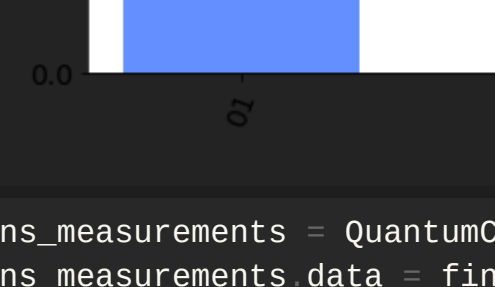 0.0
01
ns_measurements = QuantumC
ns_measurements.data = fin